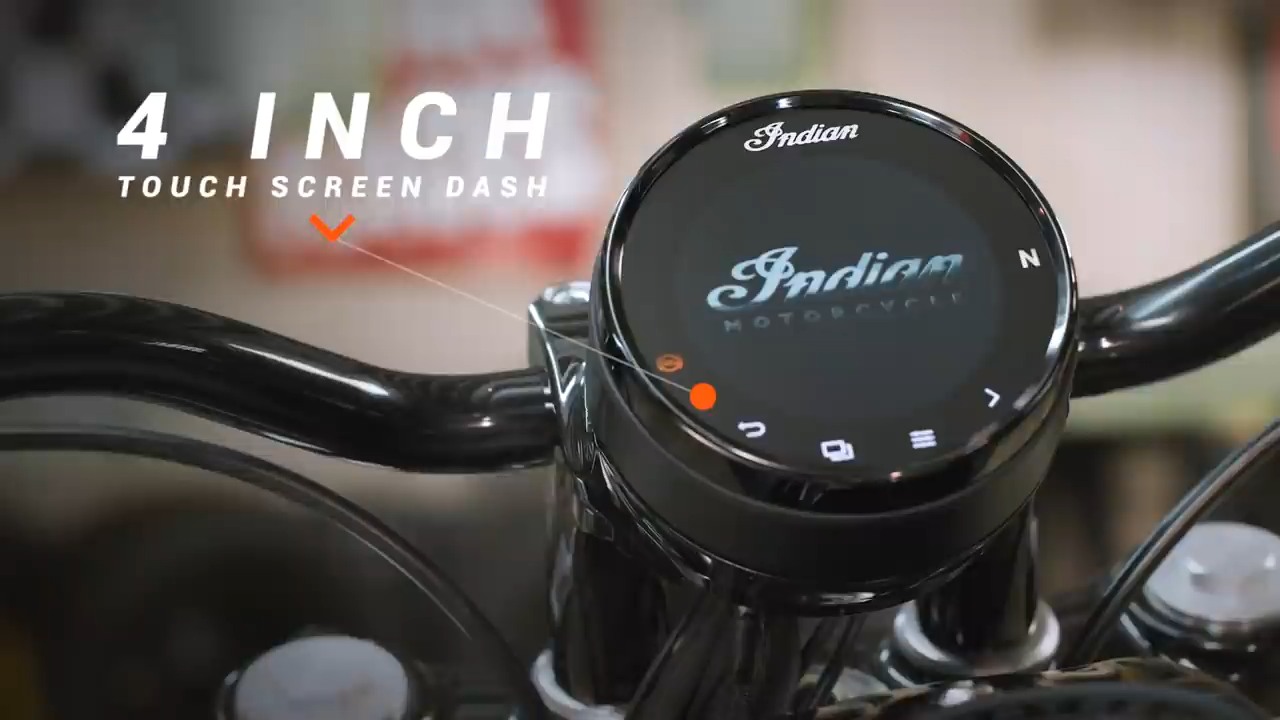 4 INCH
TOUCH SCREEN DASH
Indian
Indian
MOTORCYCLE
N